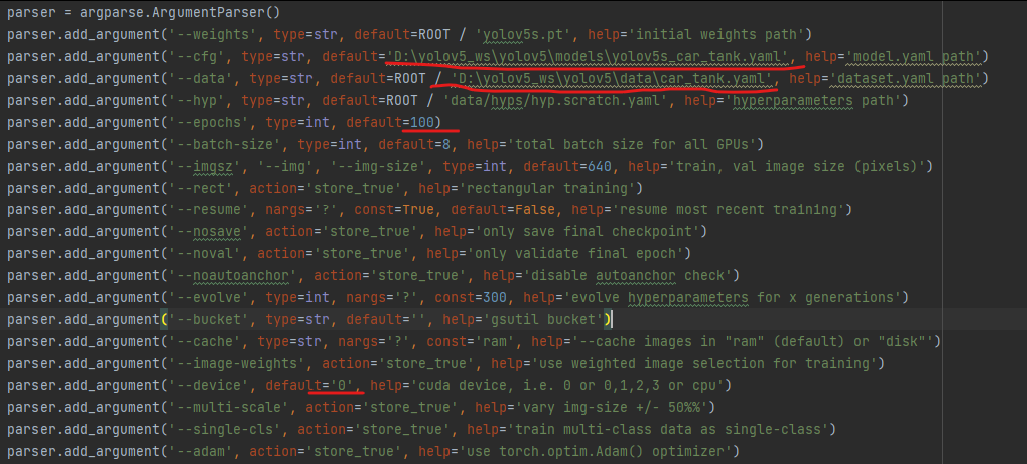 parser = argparse.ArgumentParser()
parser.add_argument('--weights', type=str, default=ROOT / 'yolov5s.pt', help='initial weights path')
parser.add_argument('--cfg', type=str, default='D:\yolov5_ws\yolov5\models\yolov5s_car_tank.yaml', help='model.yaml path')
parser.add_argument('--data', type=str, default=ROOT / 'D:\yolov5_ws\yolov5\data\car_tank.yaml', help='dataset.yaml path')
parser.add_argument('--hyp', type=str, default=ROOT / 'data/hyps/hyp.scratch.yaml', help='hyperparameters path')
parser.add_argument('--epochs', type=int, default=100)
parser.add_argument('--batch-size', type=int, default=8, help='total batch size for all GPUs')
parser.add_argument('--imgsz', '--img', '--img-size', type=int, default=640, help='train, val image size (pixels)')
parser.add_argument('--rect', action='store_true', help='rectangular training')
parser.add_argument('--resume', nargs='?', const=True, default=False, help='resume most recent training')
parser.add_argument('--nosave', action='store_true', help='only save final checkpoint')
parser.add_argument('--noval', action='store_true', help='only validate final epoch')
parser.add_argument('--noautoanchor', action='store_true', help='disable autoanchor check')
parser.add_argument('--evolve', type=int, nargs='?', const=300, help='evolve hyperparameters for x generations')
parser.add_argument('--bucket', type=str, default='', help='gsutil bucket')
parser.add_argument('--cache', type=str, nargs='?', const='ram', help='--cache images in "ram" (default) or "disk"')
parser.add_argument('--image-weights', action='store_true', help='use weighted image selection for training')
parser.add_argument('--device', default='0', help='cuda device, i.e. 0 or 0,1,2,3 or cpu')
parser.add_argument('--multi-scale', action='store_true', help='vary img-size +/- 50%%')
parser.add_argument('--single-cls', action='store_true', help='train multi-class data as single-class')
parser.add_argument('--adam', action='store_true', help='use torch.optim.Adam() optimizer')